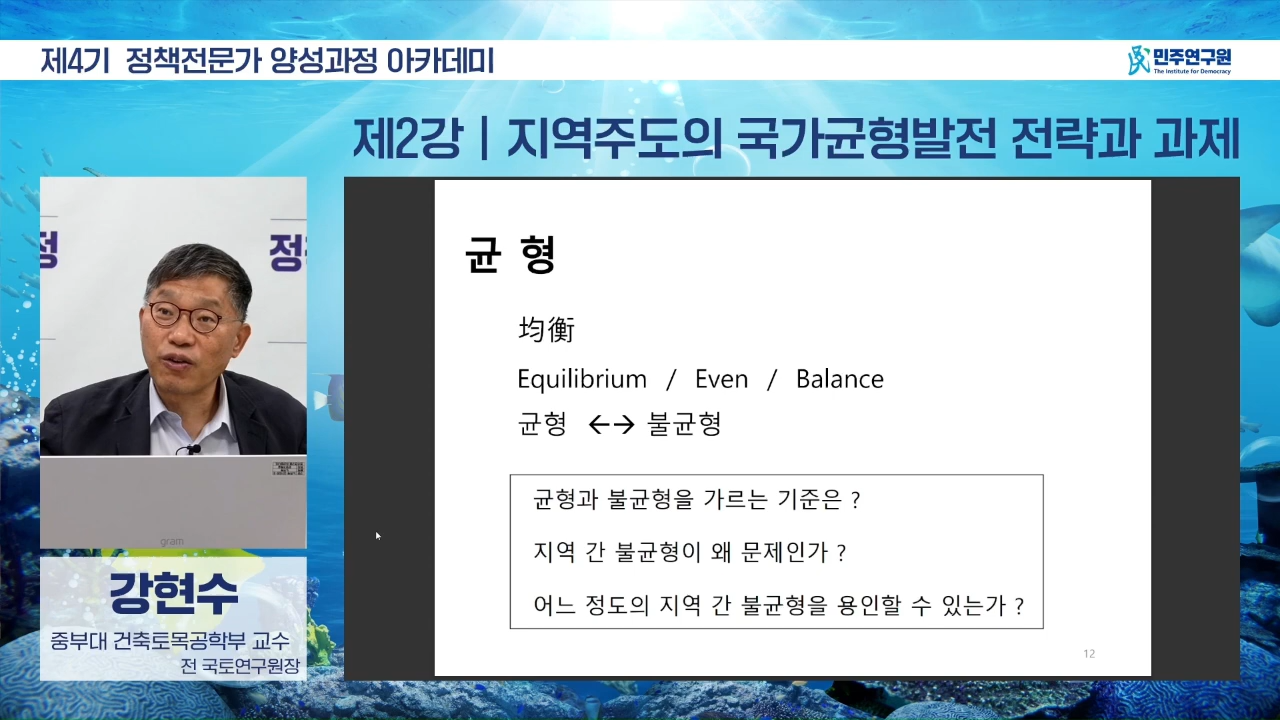 제4기 정책전문가 양성과정 아카데미
민주연구원
The Institute for Democracy
제2강 | 지역주도의 국가균형발전 전략과 과제
정
정
균 형
均衡
Equilibrium / Even / Balance
균형 ←→ 불균형
균형과 불균형을 가르는 기준은 ?
지역 간 불균형이 왜 문제인가 ?
어느 정도의 지역 간 불균형을 용인할 수 있는가 ?
12
gram
강현수
중부대 건축토목공학부 교수
전 국토연구원장